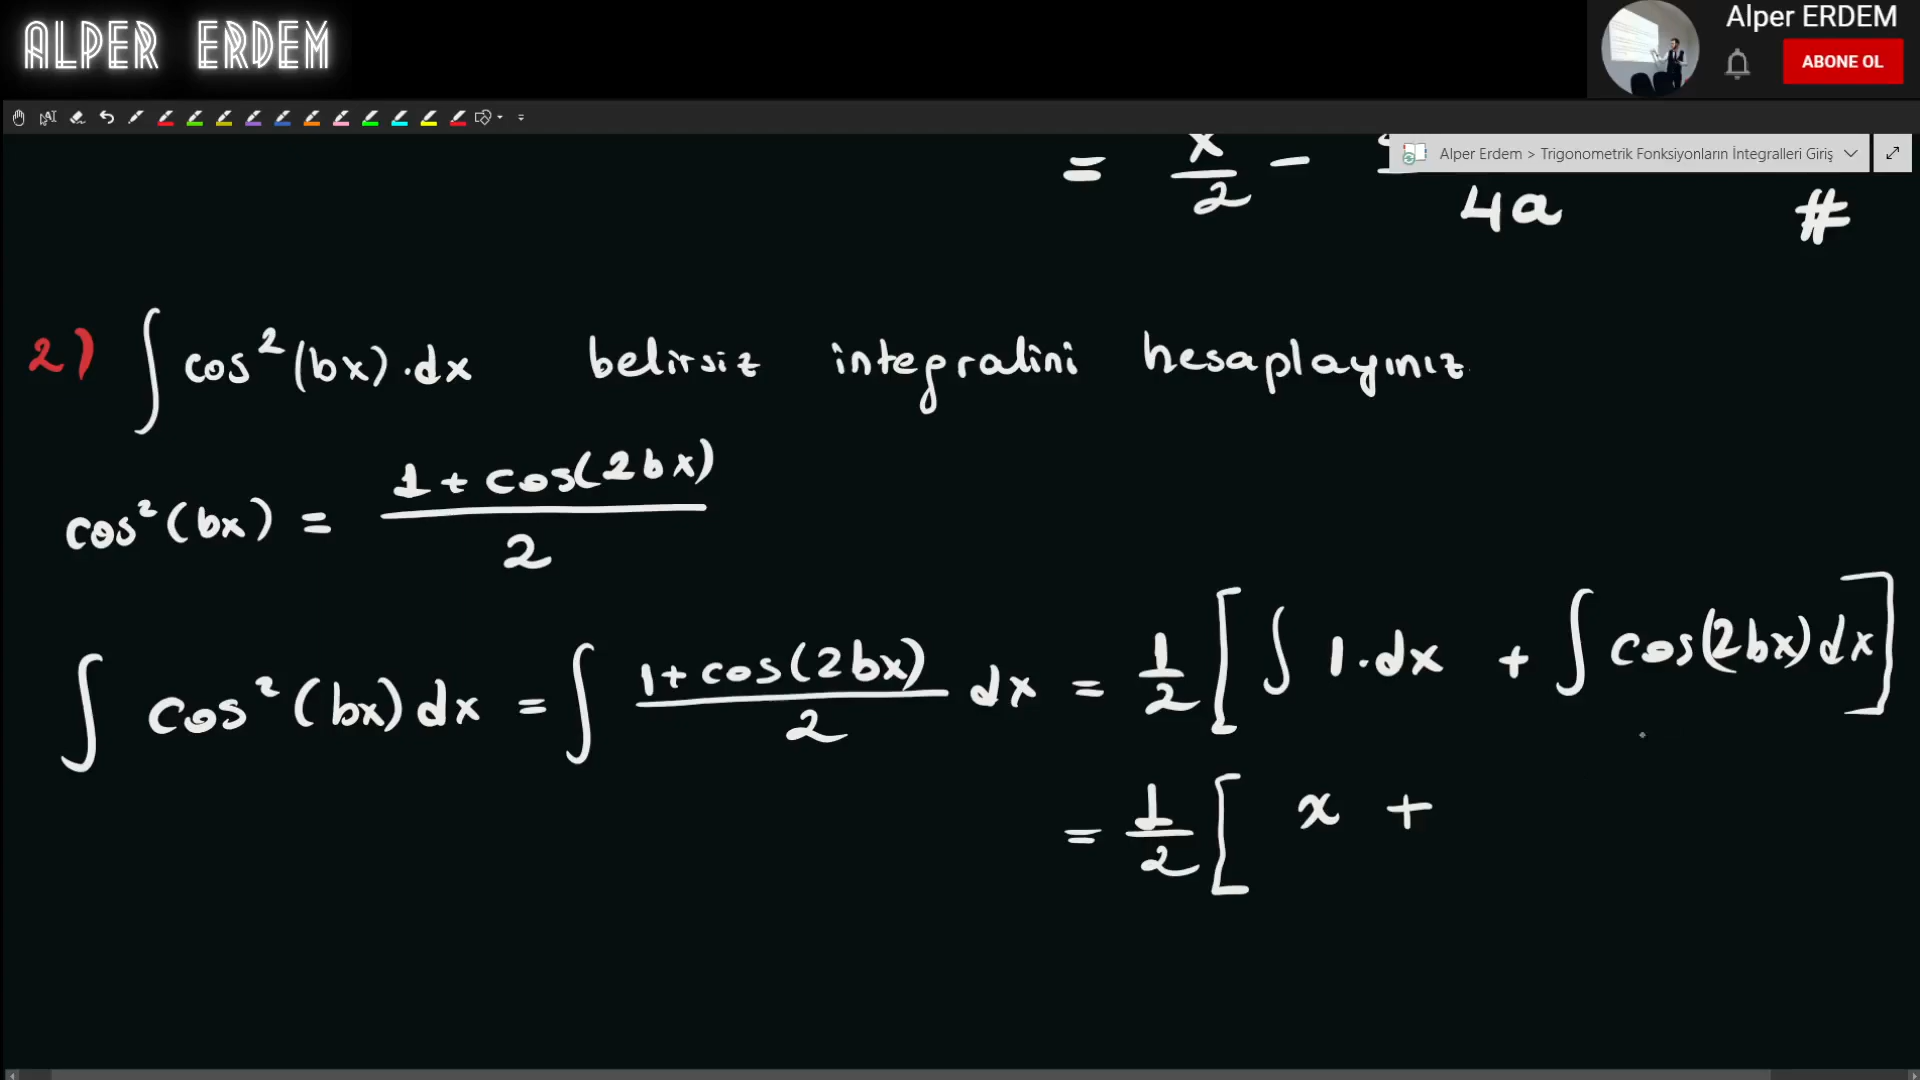 ALPER ERDEM
Alper ERDEM
ABONE OL
Alper Erdem > Trigonometrik Fonksiyonların İntegralleri Giriş
= x/2 - 4a #
2) ∫ cos²(bx).dx belirsiz integralini hesaplayınız.
cos²(bx) = (1 + cos(2bx))/2
∫ cos²(bx) dx = ∫ (1+cos(2bx))/2 dx = 1/2 [ ∫ 1.dx + ∫ cos(2bx) dx ]
= 1/2 [ x +